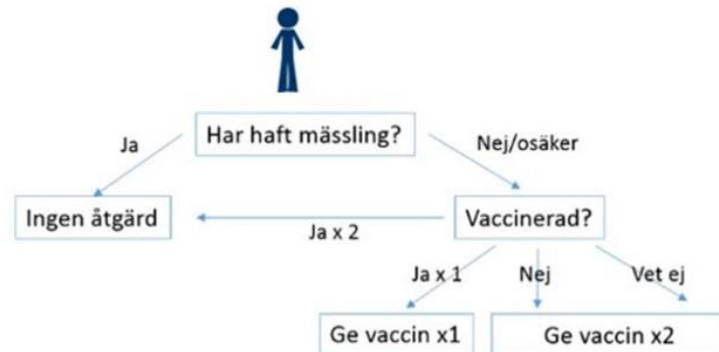 Har haft mässling?
Ja
Nej/osäker
Ingen åtgärd
Vaccinerad?
Ja x 2
Ja x 1
Nej
Vet ej
Ge vaccin x1
Ge vaccin x2